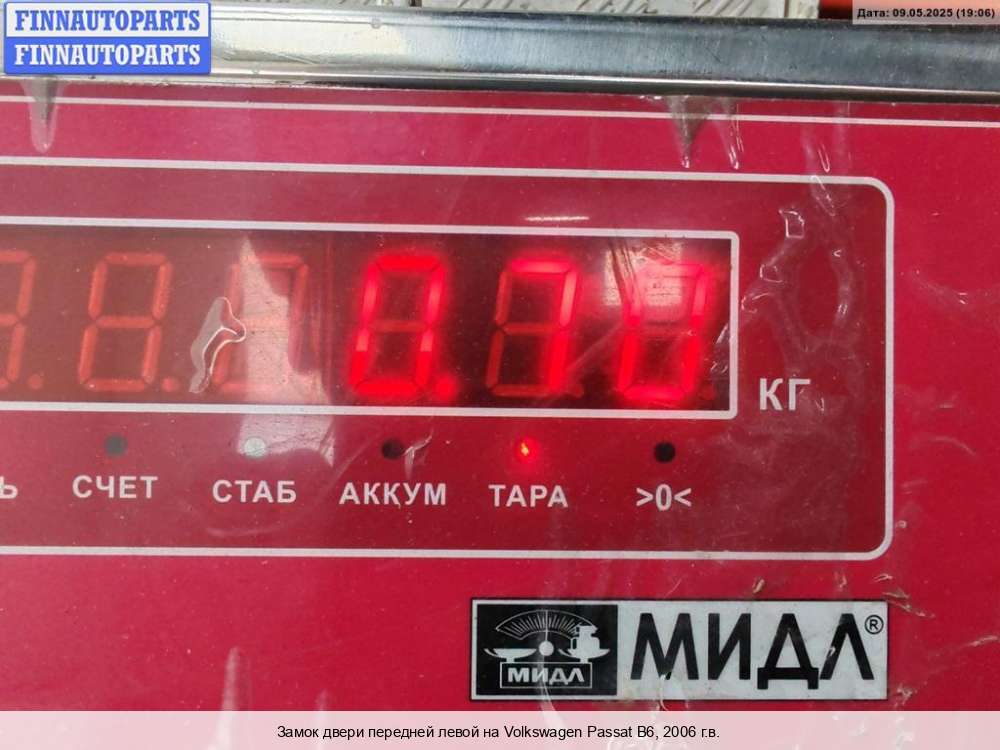 FINNAUTOPARTS
FINNAUTOPARTS
Дата: 09.05.2025 (19:06)
0.70
КГ
Ь СЧЕТ СТАБ АККУМ ТАРА >0<
МИДЛ
МИДЛ®
Замок двери передней левой на Volkswagen Passat B6, 2006 г.в.